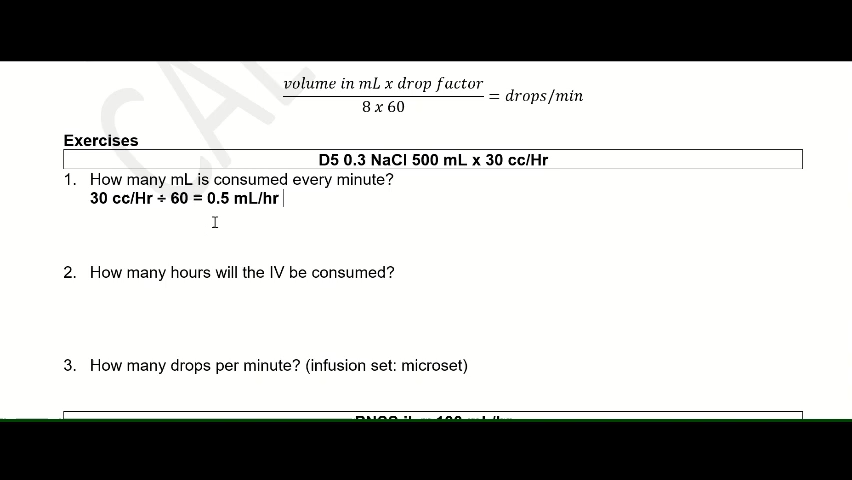 volume in mL x drop factor
8 x 60
= drops/min
Exercises
D5 0.3 NaCl 500 mL x 30 cc/Hr
1. How many mL is consumed every minute?
30 cc/Hr ÷ 60 = 0.5 mL/hr
2. How many hours will the IV be consumed?
3. How many drops per minute? (infusion set: microset)